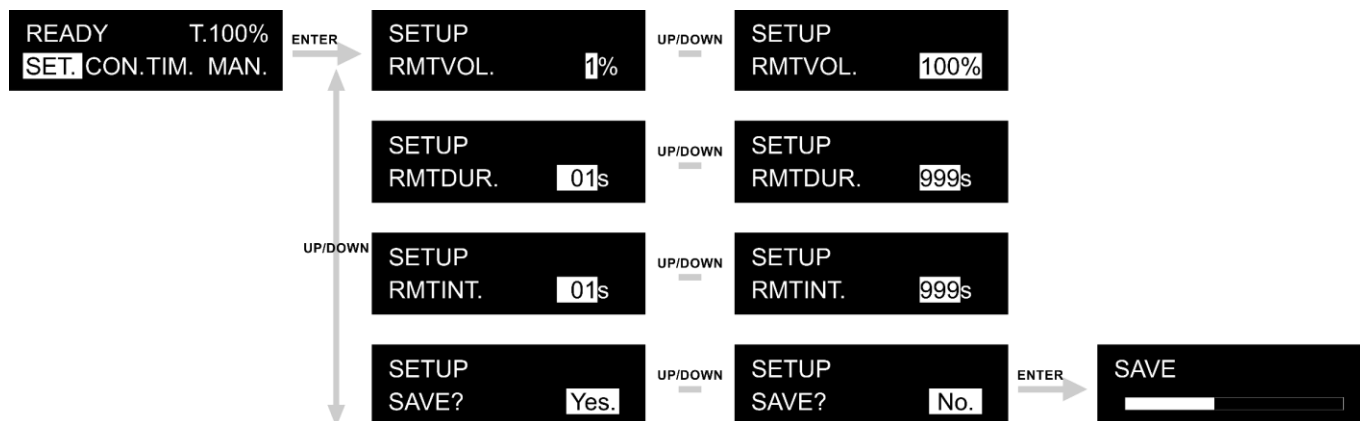 READY T.100%
SET. CON.TIM. MAN.
ENTER
SETUP
RMTVOL. 1%
UP/DOWN
SETUP
RMTVOL. 100%
SETUP
RMTDUR. 01s
UP/DOWN
SETUP
RMTDUR. 999s
UP/DOWN
SETUP
RMTINT. 01s
UP/DOWN
SETUP
RMTINT. 999s
SETUP
SAVE? Yes.
UP/DOWN
SETUP
SAVE? No.
ENTER
SAVE